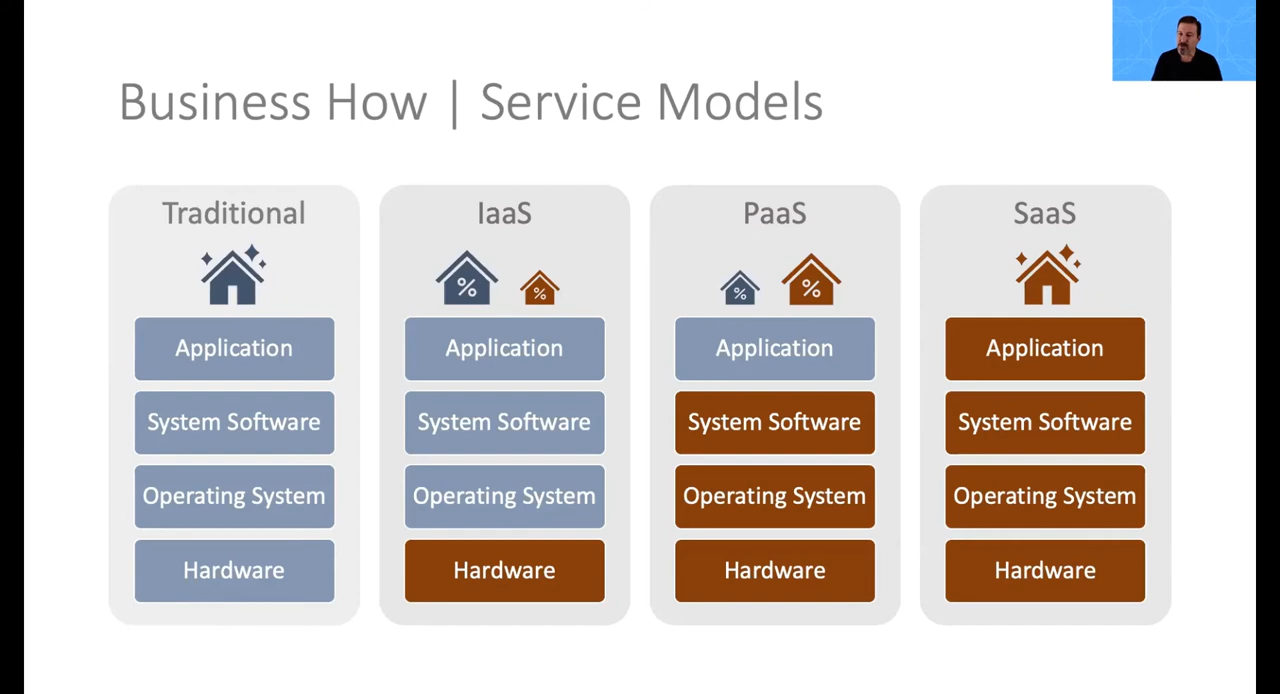 Business How | Service Models
Traditional
Application
System Software
Operating System
Hardware
IaaS
% %
Application
System Software
Operating System
Hardware
PaaS
% %
Application
System Software
Operating System
Hardware
SaaS
Application
System Software
Operating System
Hardware